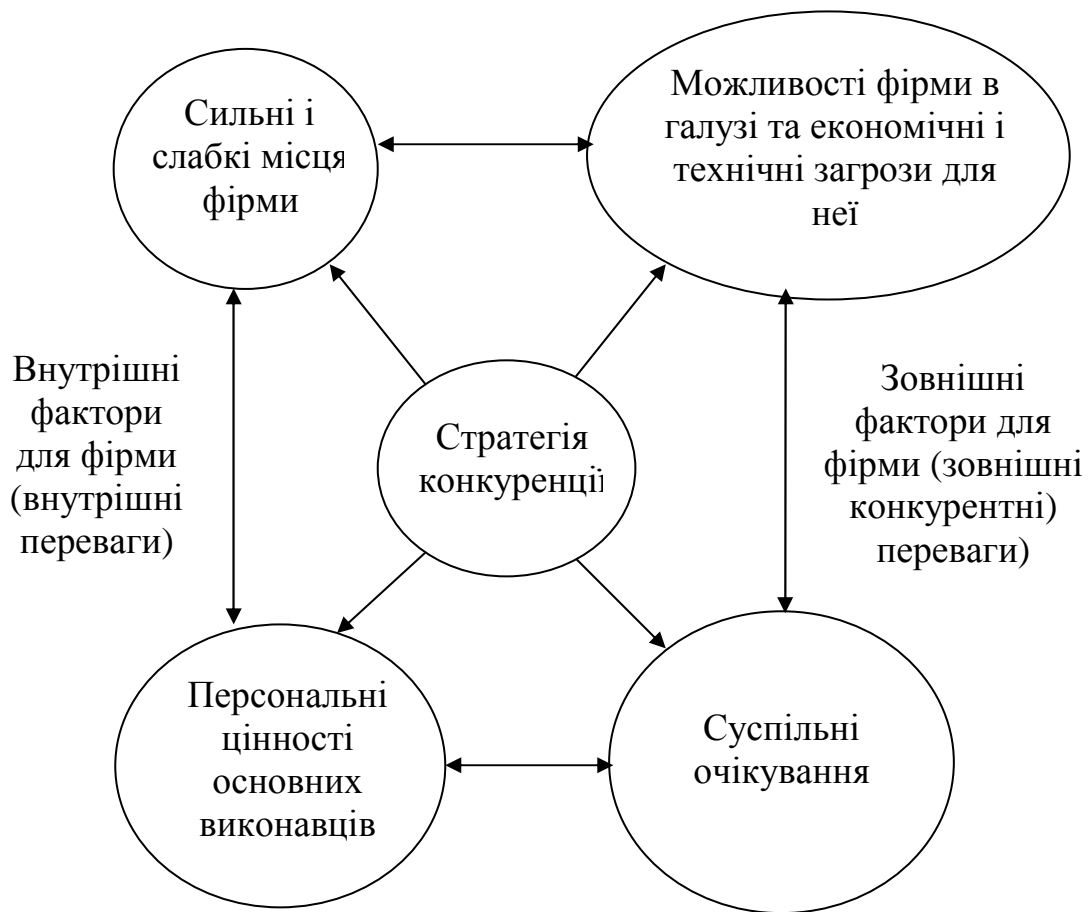 Сильні і
слабкі місця
фірми
Можливості фірми в
галузі та економічні і
технічні загрози для
неї
Внутрішні
фактори
для фірми
(внутрішні
переваги)
Стратегія
конкуренції
Зовнішні
фактори для
фірми (зовнішні
конкурентні)
переваги)
Персональні
цінності
основних
виконавців
Суспільні
очікування